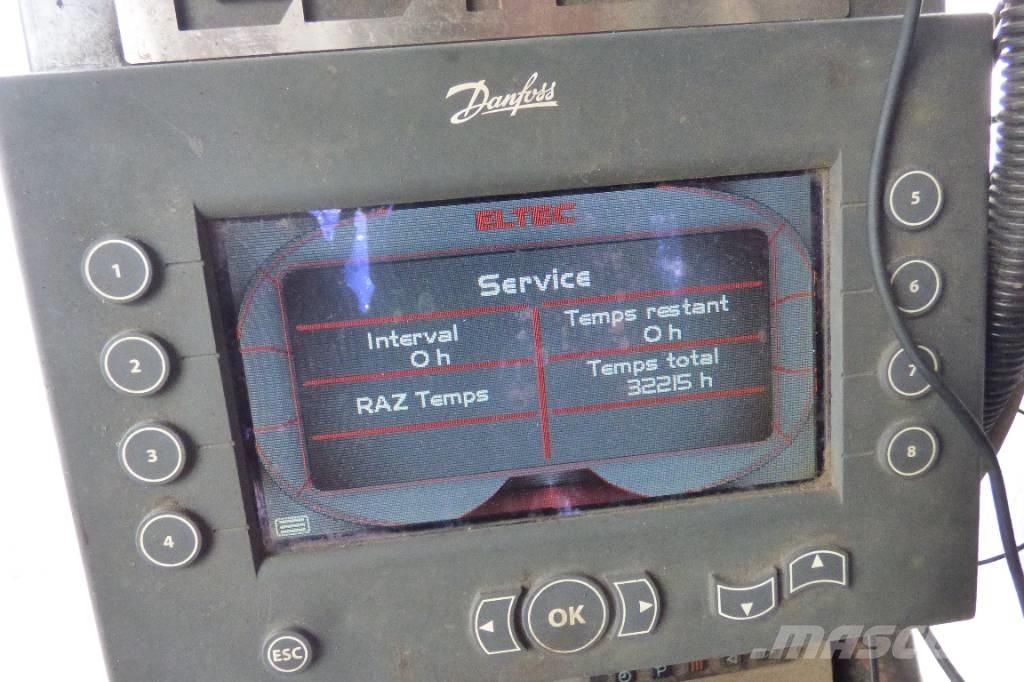 Danfoss
ELTEC
Service
Interval
0 h
Temps restant
0 h
RAZ Temps
Temps total
32215 h
1
2
3
4
5
6
7
8
OK
ESC